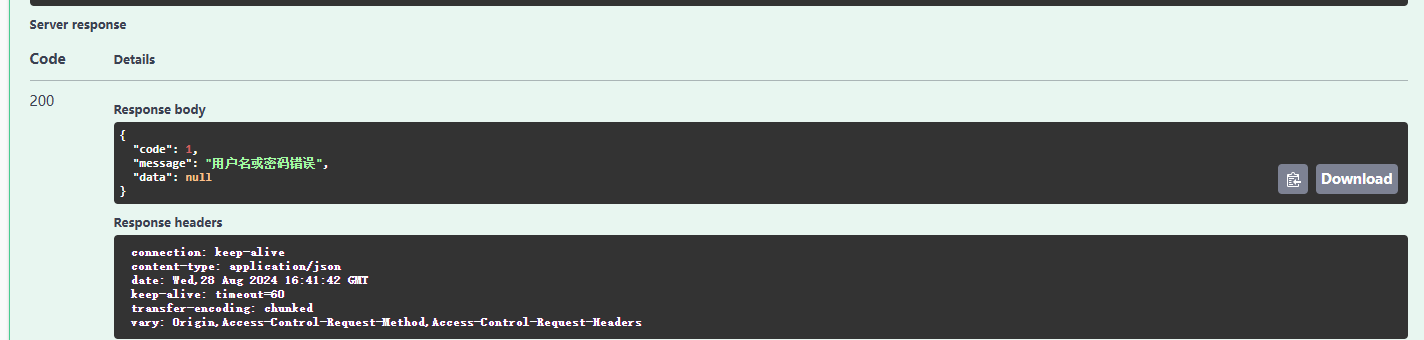 Server response
Code Details
200
Response body
{
"code": 1,
"message": "用户名或密码错误",
"data": null
}
Download
Response headers
connection: keep-alive
content-type: application/json
date: Wed,28 Aug 2024 16:41:42 GMT
keep-alive: timeout=60
transfer-encoding: chunked
vary: Origin,Access-Control-Request-Method,Access-Control-Request-Headers